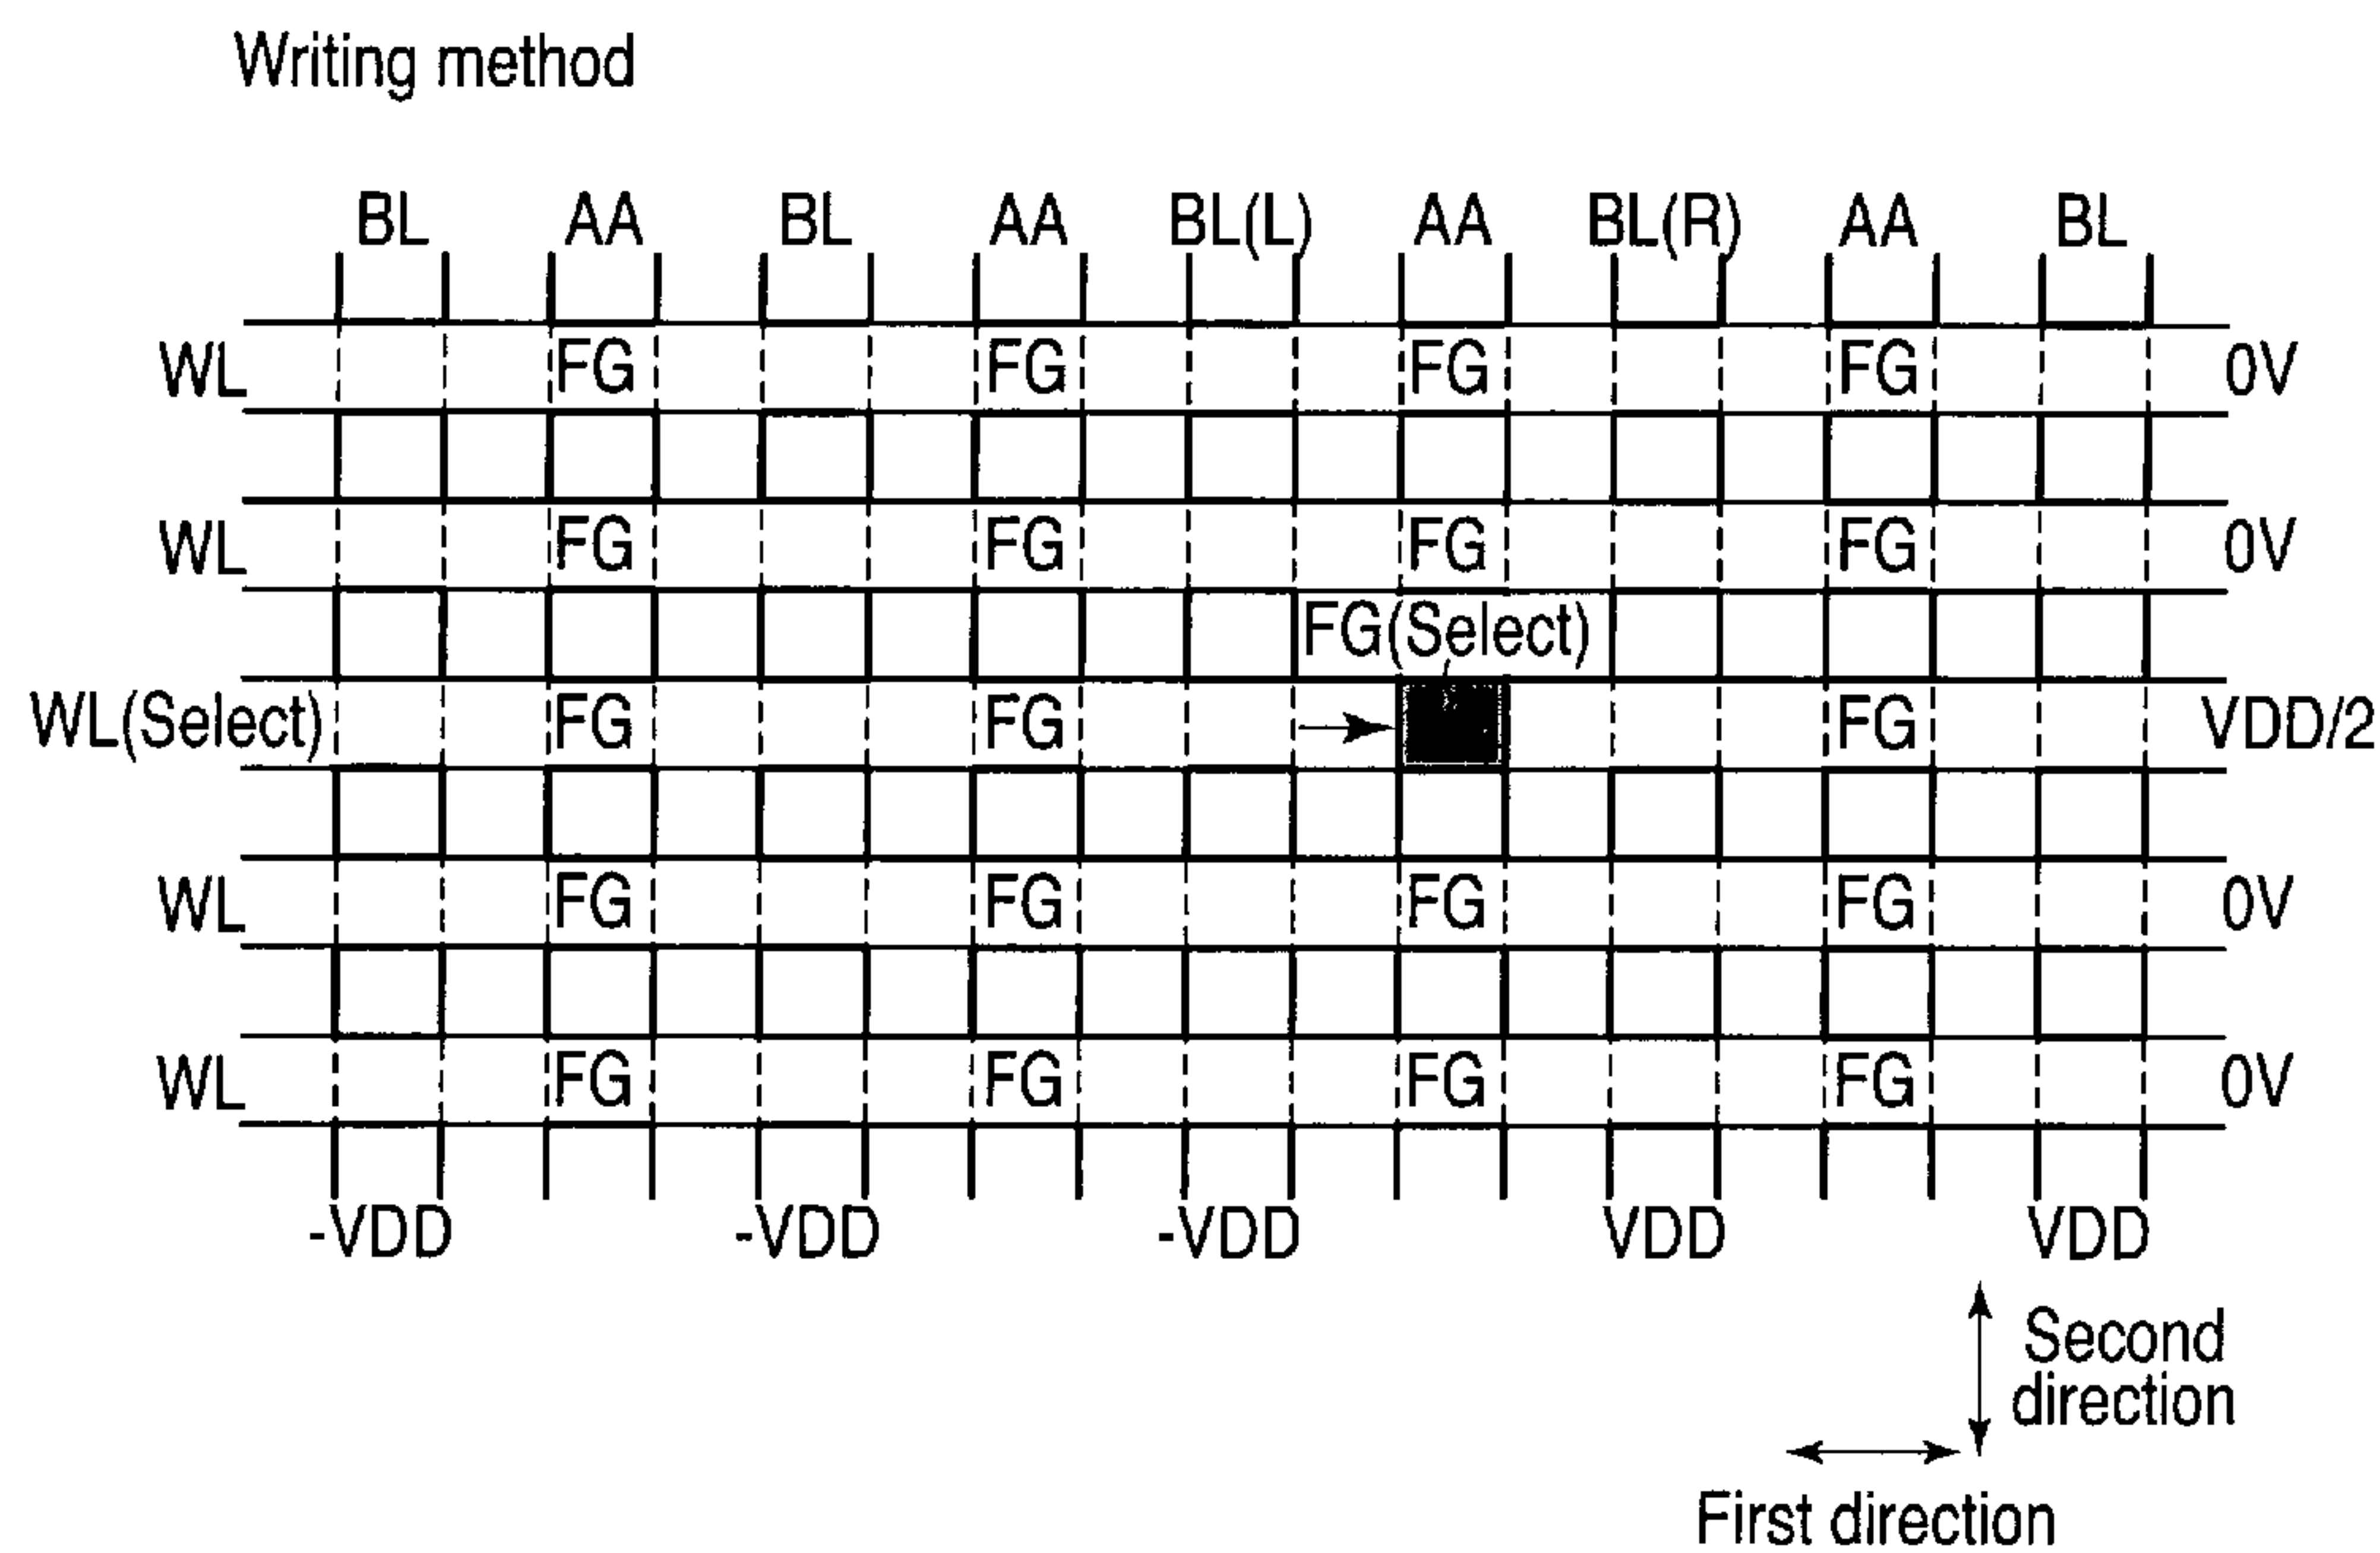 Writing method
BL AA BL AA BL(L) AA BL(R) AA BL
WL FG FG FG FG 0V
WL FG FG FG FG 0V
FG(Select)
WL(Select) FG FG FG VDD/2
WL FG FG FG FG 0V
WL FG FG FG FG 0V
-VDD -VDD -VDD VDD VDD
Second
direction
First direction